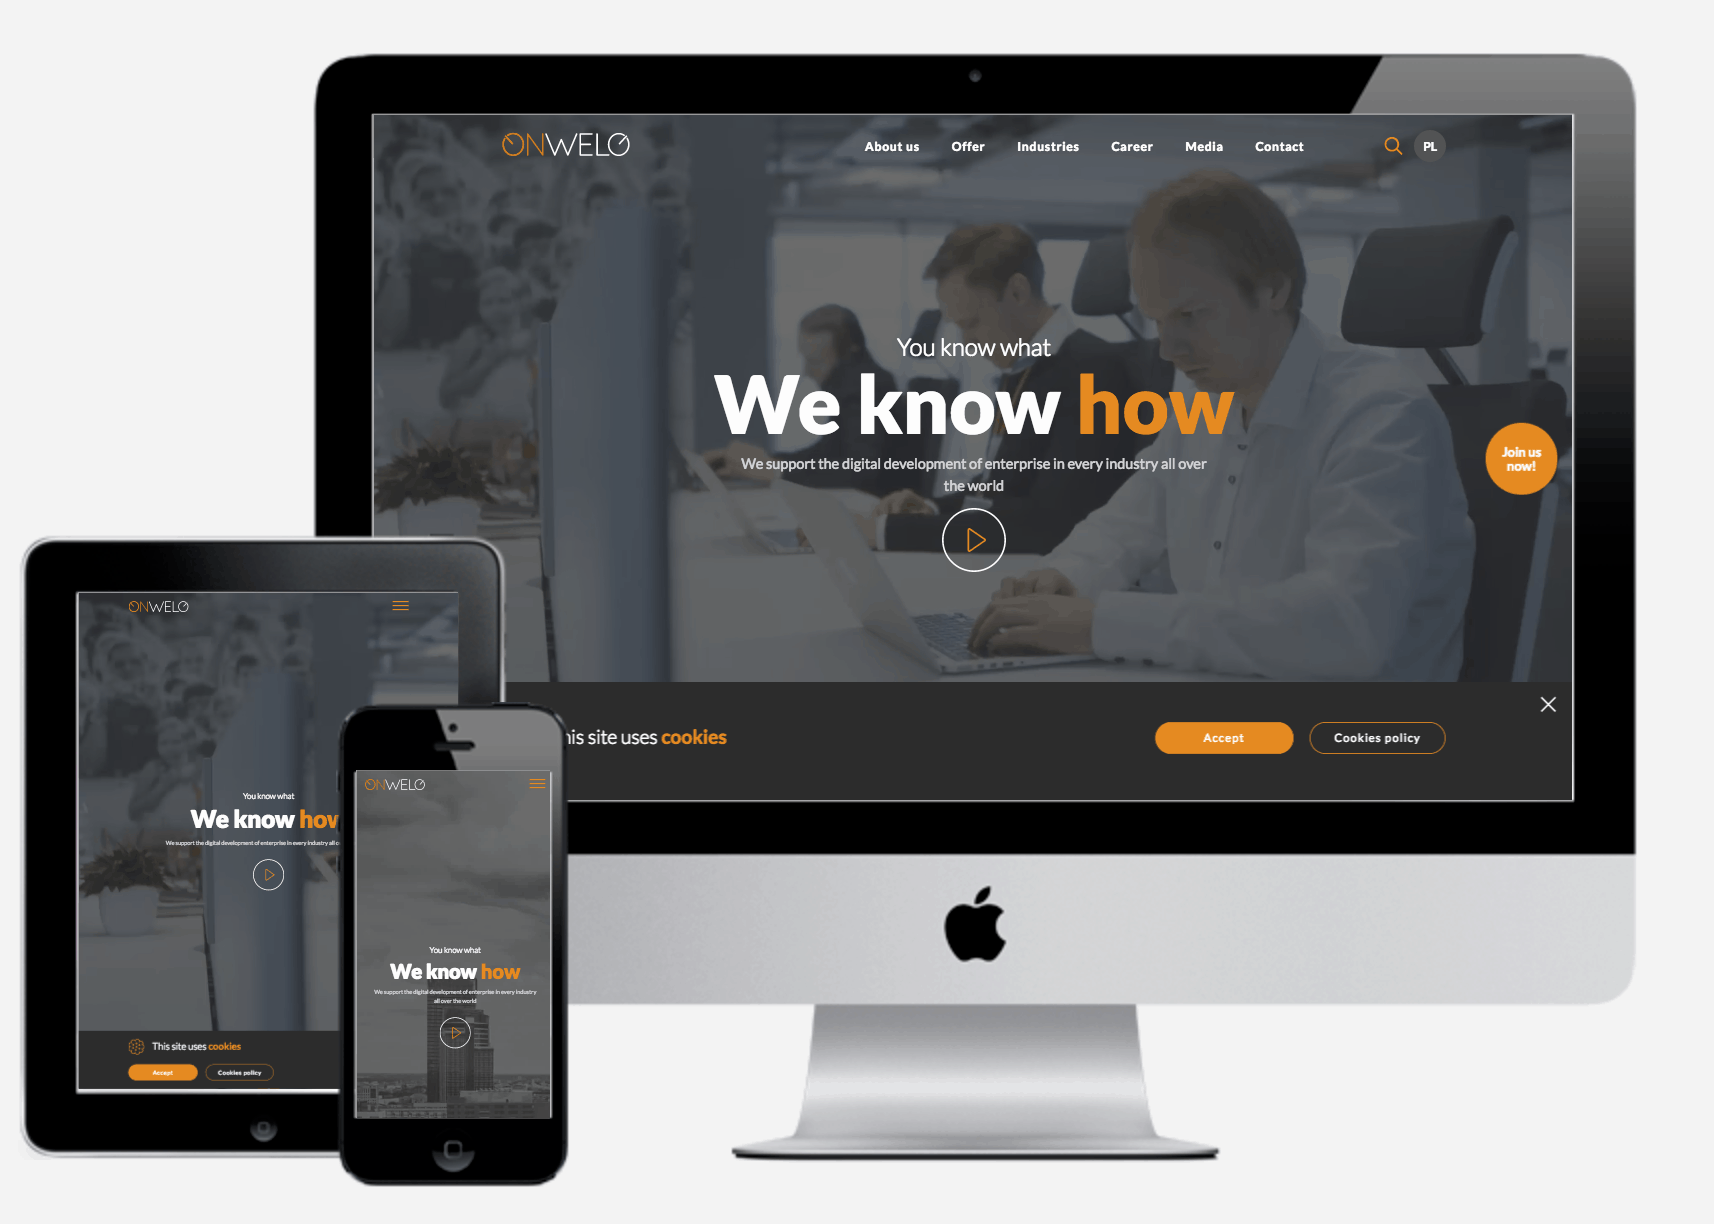 ONWELO
About us Offer Industries Career Media Contact PL
You know what
We know how
We support the digital development of enterprise in every industry all over
the world
Join us
now!
his site uses cookies
Accept Cookies policy
ONWELO
You know what
We know how
We support the digital development of enterprise in every industry all
This site uses cookies
Accept Cookies policy
ONWELO
You know what
We know how
We support the digital development of enterprise in every industry
all over the world